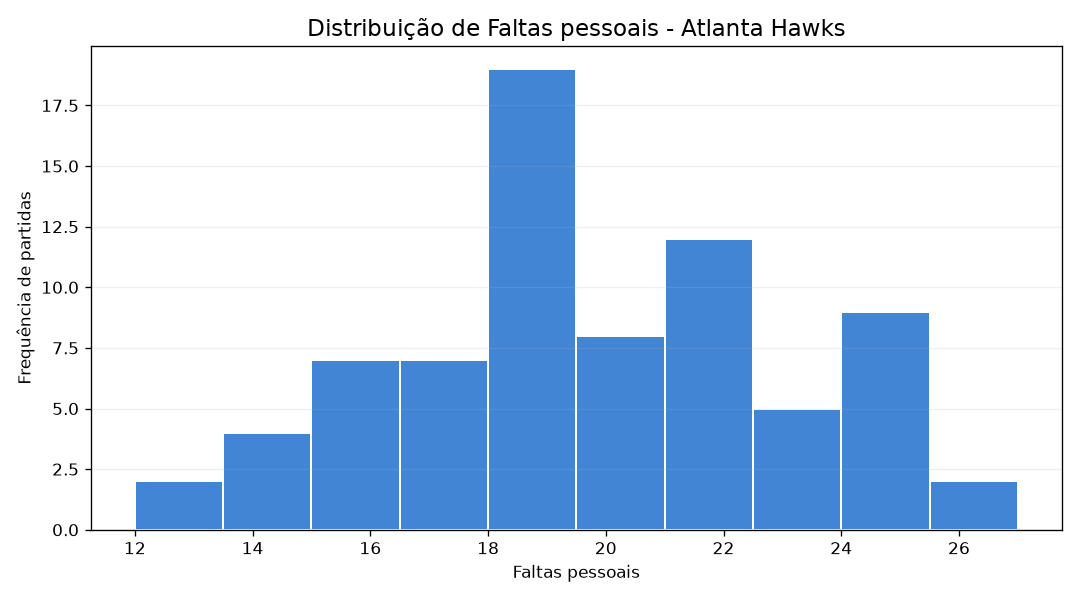 Distribuição de Faltas pessoais - Atlanta Hawks
Frequência de partidas
17.5
15.0
12.5
10.0
7.5
5.0
2.5
0.0
12 14 16 18 20 22 24 26
Faltas pessoais